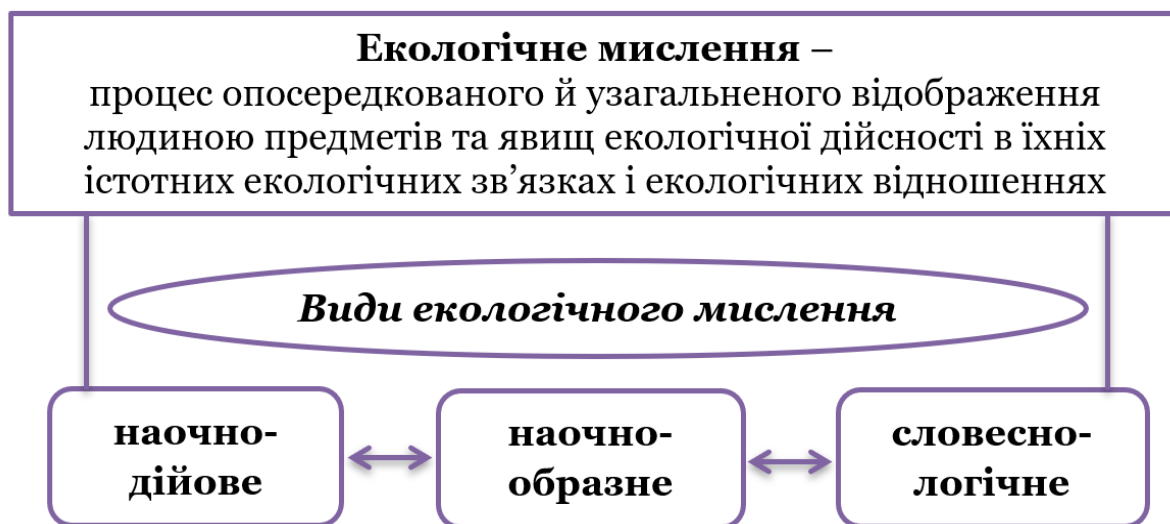 Екологічне мислення –
процес опосередкованого й узагальненого відображення
людиною предметів та явищ екологічної дійсності в їхніх
істотних екологічних зв’язках і екологічних відношеннях
Види екологічного мислення
наочно-
дійове
наочно-
образне
словесно-
логічне